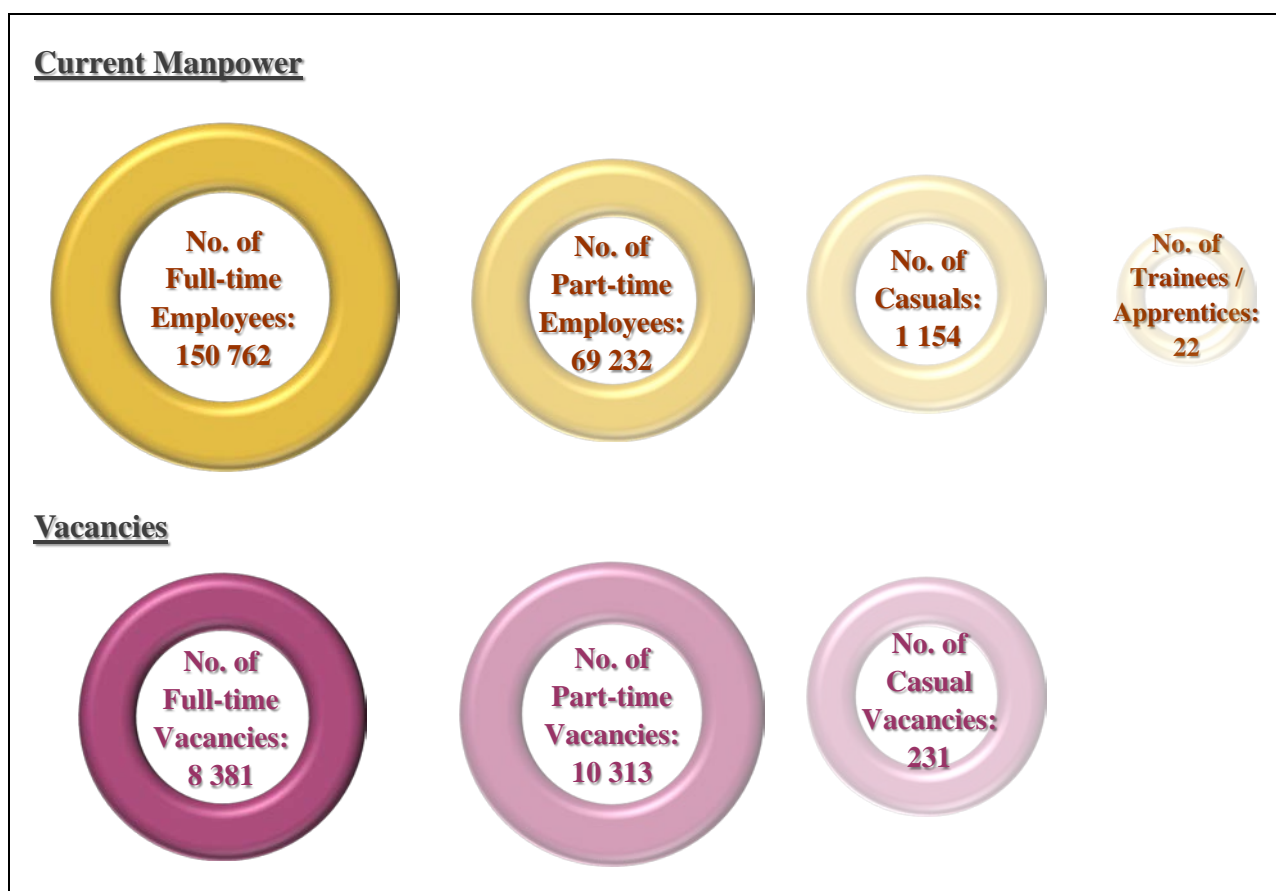 Current Manpower
No. of
Full-time
Employees:
150 762
No. of
Part-time
Employees:
69 232
No. of
Casuals:
1 154
No. of
Trainees /
Apprentices:
22
Vacancies
No. of
Full-time
Vacancies:
8 381
No. of
Part-time
Vacancies:
10 313
No. of
Casual
Vacancies:
231